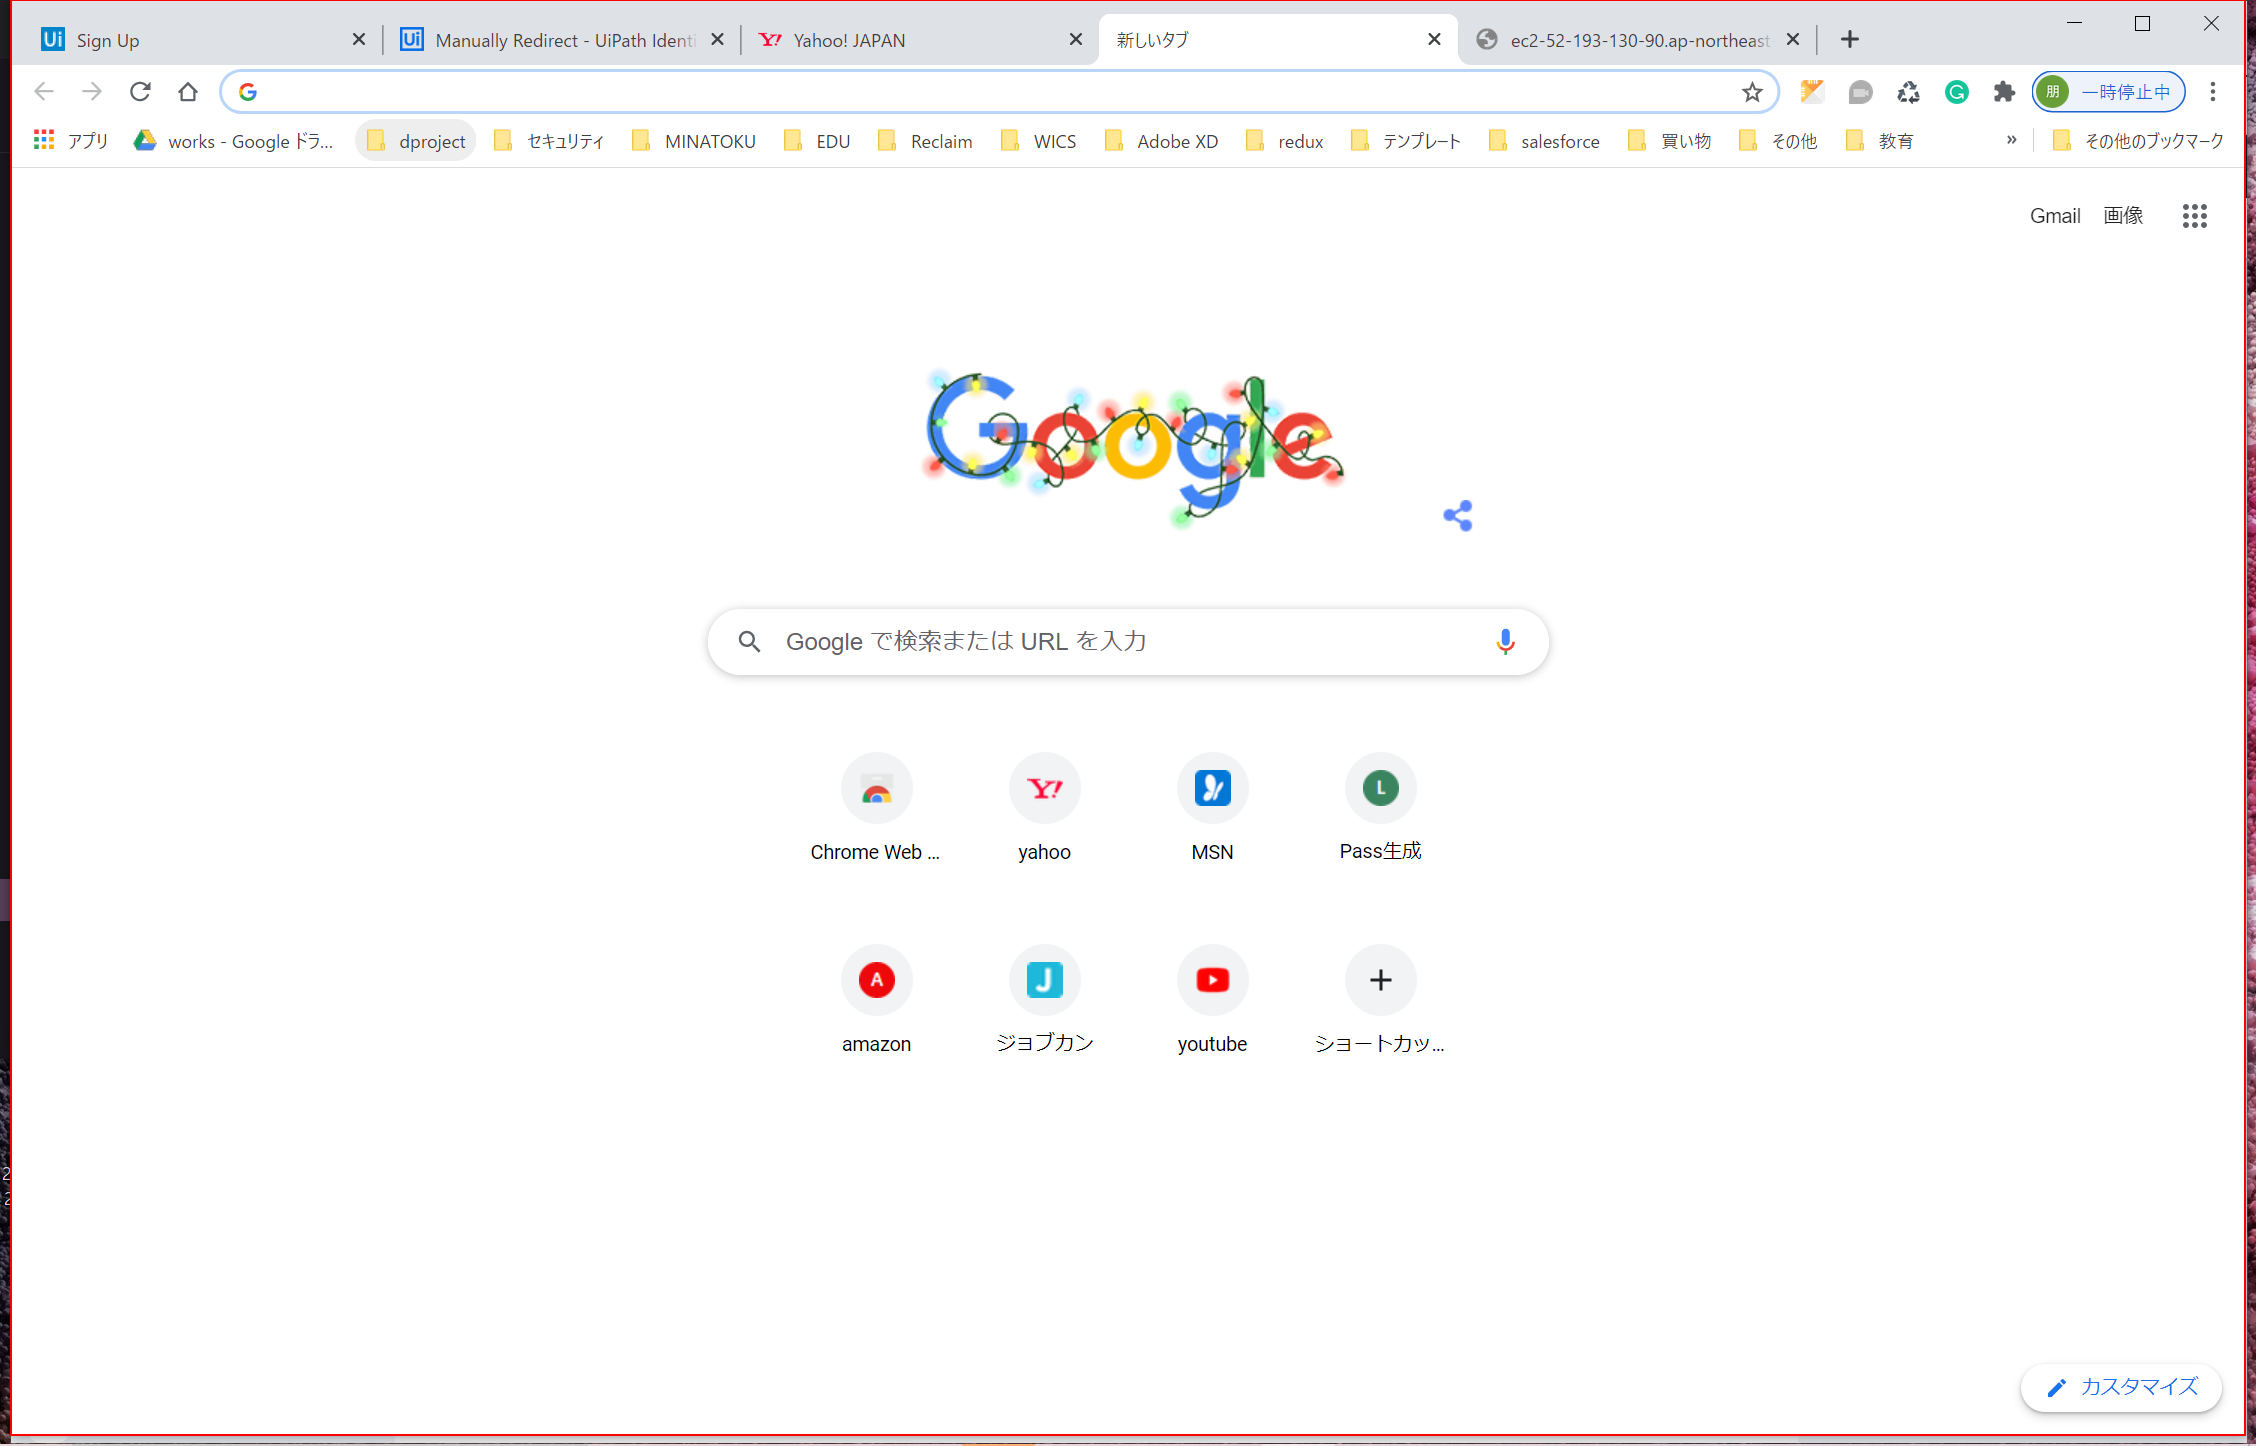 Sign Up
Manually Redirect - UiPath Identi
Yahoo! JAPAN
新しいタブ
ec2-52-193-130-90.ap-northeast
朋 一時停止中
アプリ
works - Google ドラ...
dproject
セキュリティ
MINATOKU
EDU
Reclaim
WICS
Adobe XD
redux
テンプレート
salesforce
買い物
その他
教育
»
その他のブックマーク
Gmail
画像
Google
Google で検索または URL を入力
Chrome Web ...
yahoo
MSN
L
Pass生成
A
amazon
J
ジョブカン
youtube
ショートカッ...
カスタマイズ